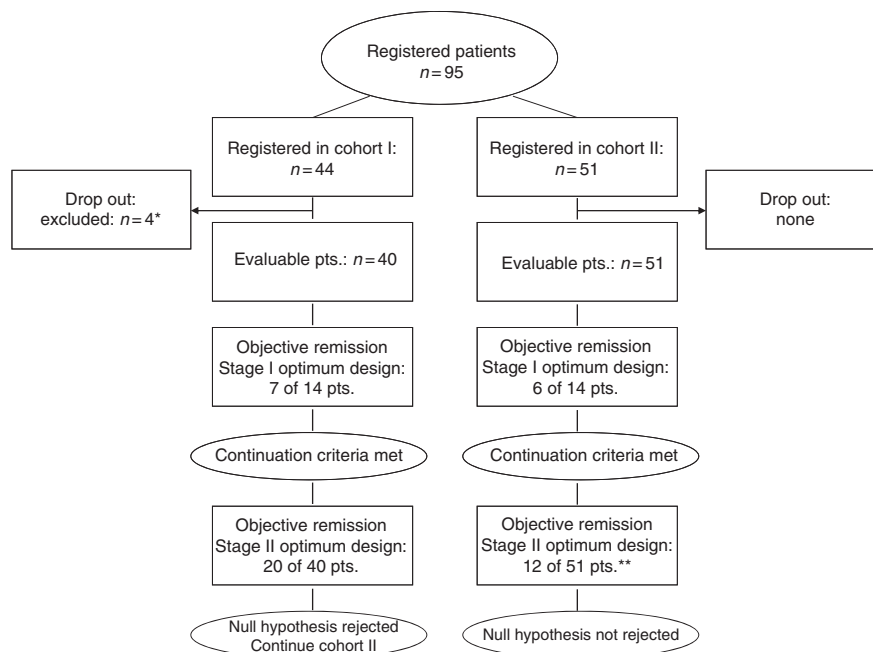 Registered patients
n=95
Registered in cohort I:
n=44
Registered in cohort II:
n=51
Drop out:
excluded: n=4*
Drop out:
none
Evaluable pts.: n=40
Evaluable pts.: n=51
Objective remission
Stage I optimum design:
7 of 14 pts.
Objective remission
Stage I optimum design:
6 of 14 pts.
Continuation criteria met
Continuation criteria met
Objective remission
Stage II optimum design:
20 of 40 pts.
Objective remission
Stage II optimum design:
12 of 51 pts.**
Null hypothesis rejected
Continue cohort II
Null hypothesis not rejected